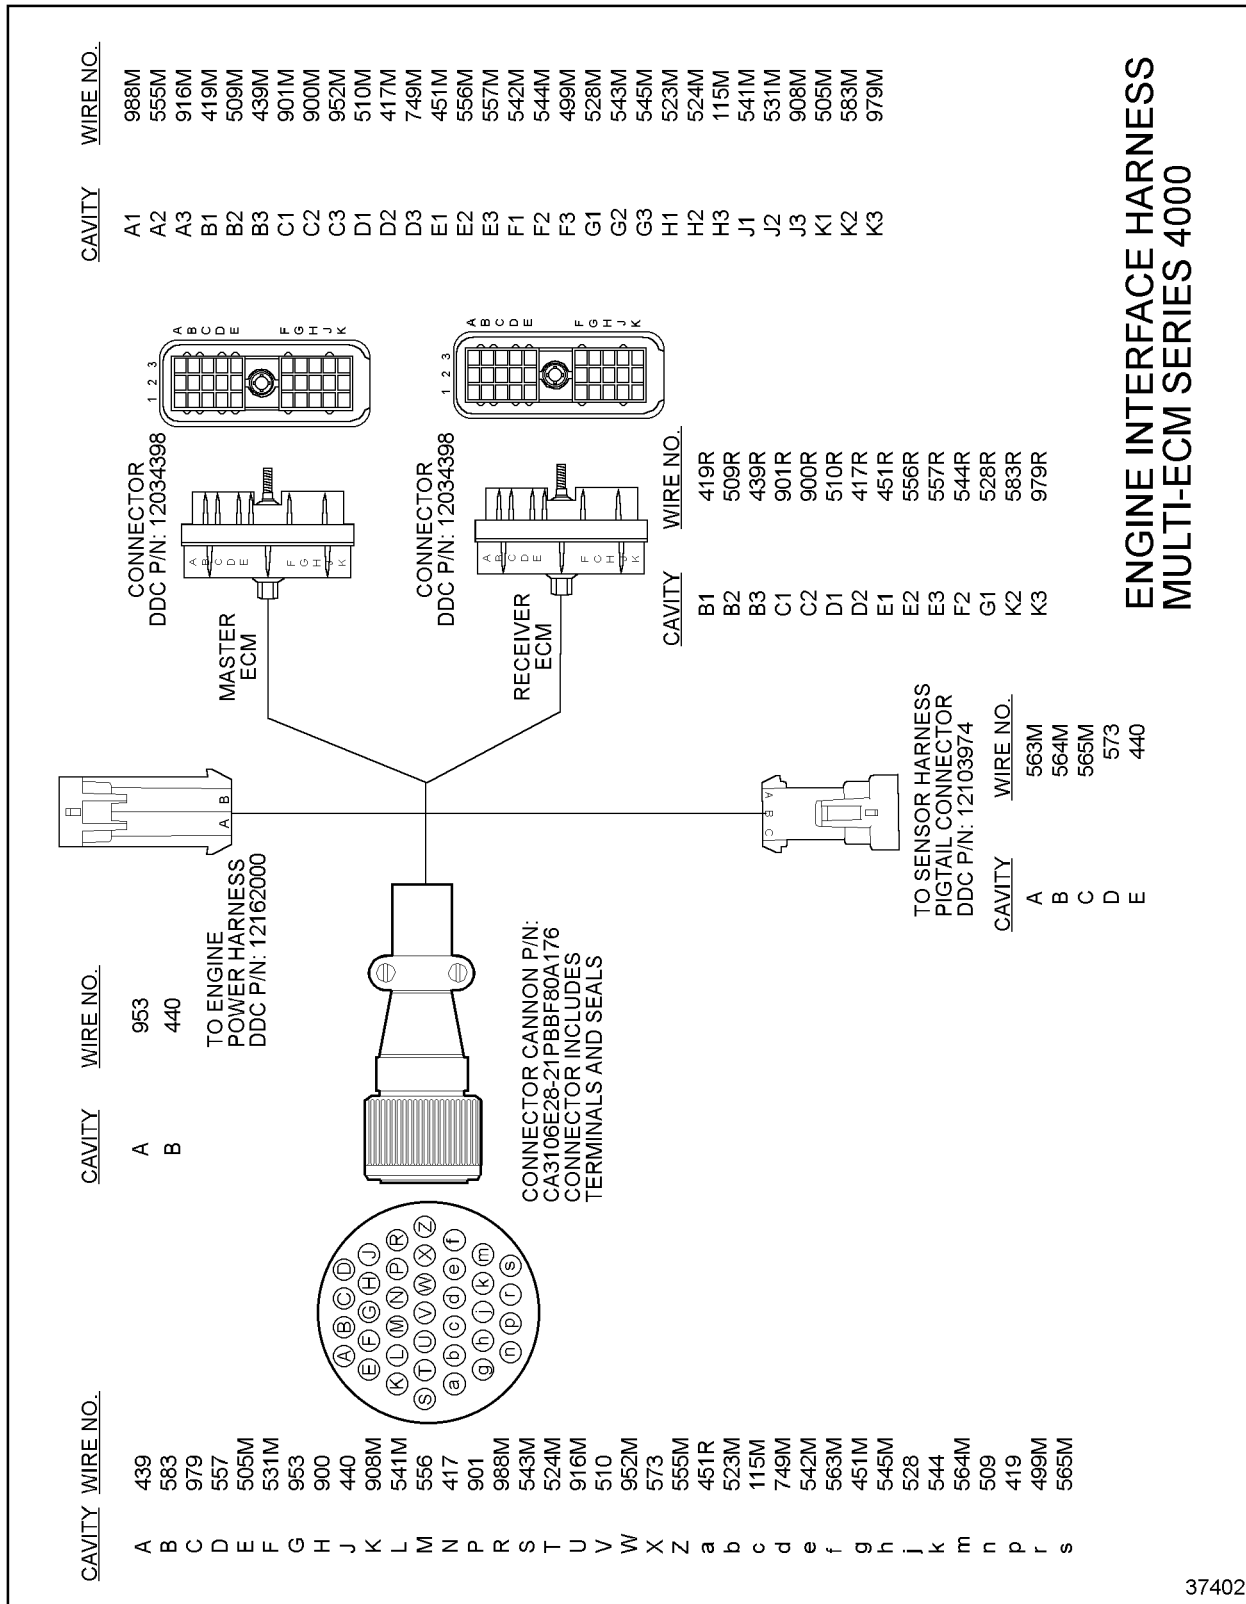 CAVITY WIRE NO.
A 439
B 583
C 979
D 557
E 505M
F 531M
G 953
H 900
J 440
K 908M
L 541M
M 556
N 417
P 901
R 988M
S 543M
T 524M
U 916M
V 510
W 952M
X 573
Z 555M
a 451R
b 523M
c 115M
d 749M
e 542M
f 563M
g 451M
h 545M
j 528
k 544
m 564M
n 509
p 419
r 499M
s 565M
A B C D
E F G H J
K L M N P R
S T U V W X Z
a b c d e f
g h j k m
n p r s
CONNECTOR CANNON P/N:
CA3106E28-21PBBF80A176
CONNECTOR INCLUDES
TERMINALS AND SEALS
CAVITY WIRE NO.
A 953
B 440
TO ENGINE
POWER HARNESS
DDC P/N: 12162000
A B
C B A
TO SENSOR HARNESS
PIGTAIL CONNECTOR
DDC P/N: 12103974
CAVITY WIRE NO.
A 563M
B 564M
C 565M
D 573
E 440
MASTER
ECM
CONNECTOR
DDC P/N: 12034398
A B C D E F G H J K
1 2 3
A B C D E F G H J K
RECEIVER
ECM
CONNECTOR
DDC P/N: 12034398
A B C D E F G H J K
1 2 3
A B C D E F G H J K
CAVITY WIRE NO.
B1 419R
B2 509R
B3 439R
C1 901R
C2 900R
D1 510R
D2 417R
E1 451R
E2 556R
E3 557R
F2 544R
G1 528R
K2 583R
K3 979R
CAVITY WIRE NO.
A1 988M
A2 555M
A3 916M
B1 419M
B2 509M
B3 439M
C1 901M
C2 900M
C3 952M
D1 510M
D2 417M
D3 749M
E1 451M
E2 556M
E3 557M
F1 542M
F2 544M
F3 499M
G1 528M
G2 543M
G3 545M
H1 523M
H2 524M
H3 115M
J1 541M
J2 531M
J3 908M
K1 505M
K2 583M
K3 979M
ENGINE INTERFACE HARNESS
MULTI-ECM SERIES 4000
37402